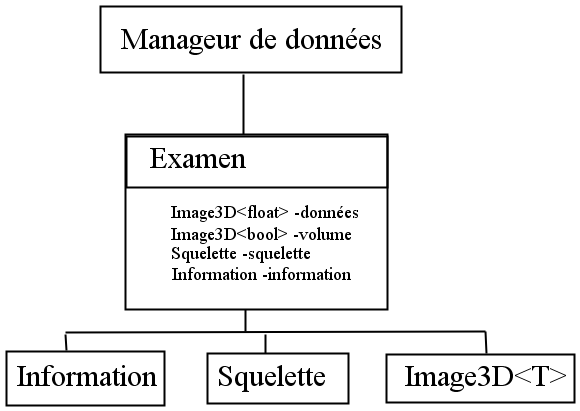 Manageur de données
Examen
Image3D<float> -données
Image3D<bool> -volume
Squelette -squelette
Information -information
Information
Squelette
Image3D<T>